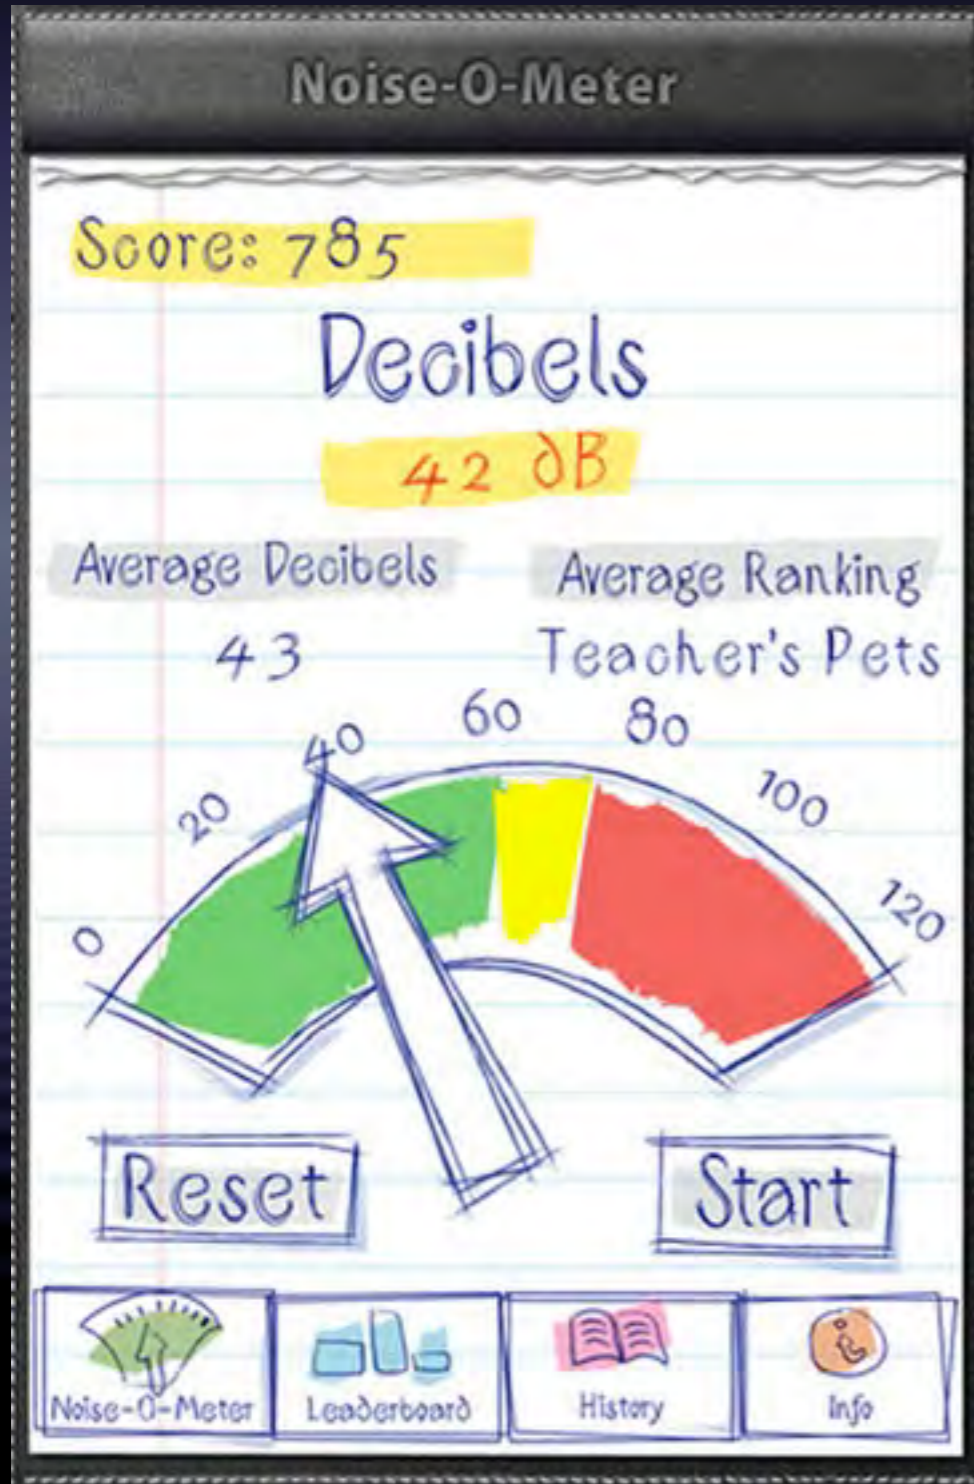 Noise-O-Meter
Score: 785
Decibels
42 dB
Average Decibels
Average Ranking
43
Teacher's Pets
0
20
40
60
80
100
120
Reset
Start
Noise-O-Meter
Leaderboard
History
Info